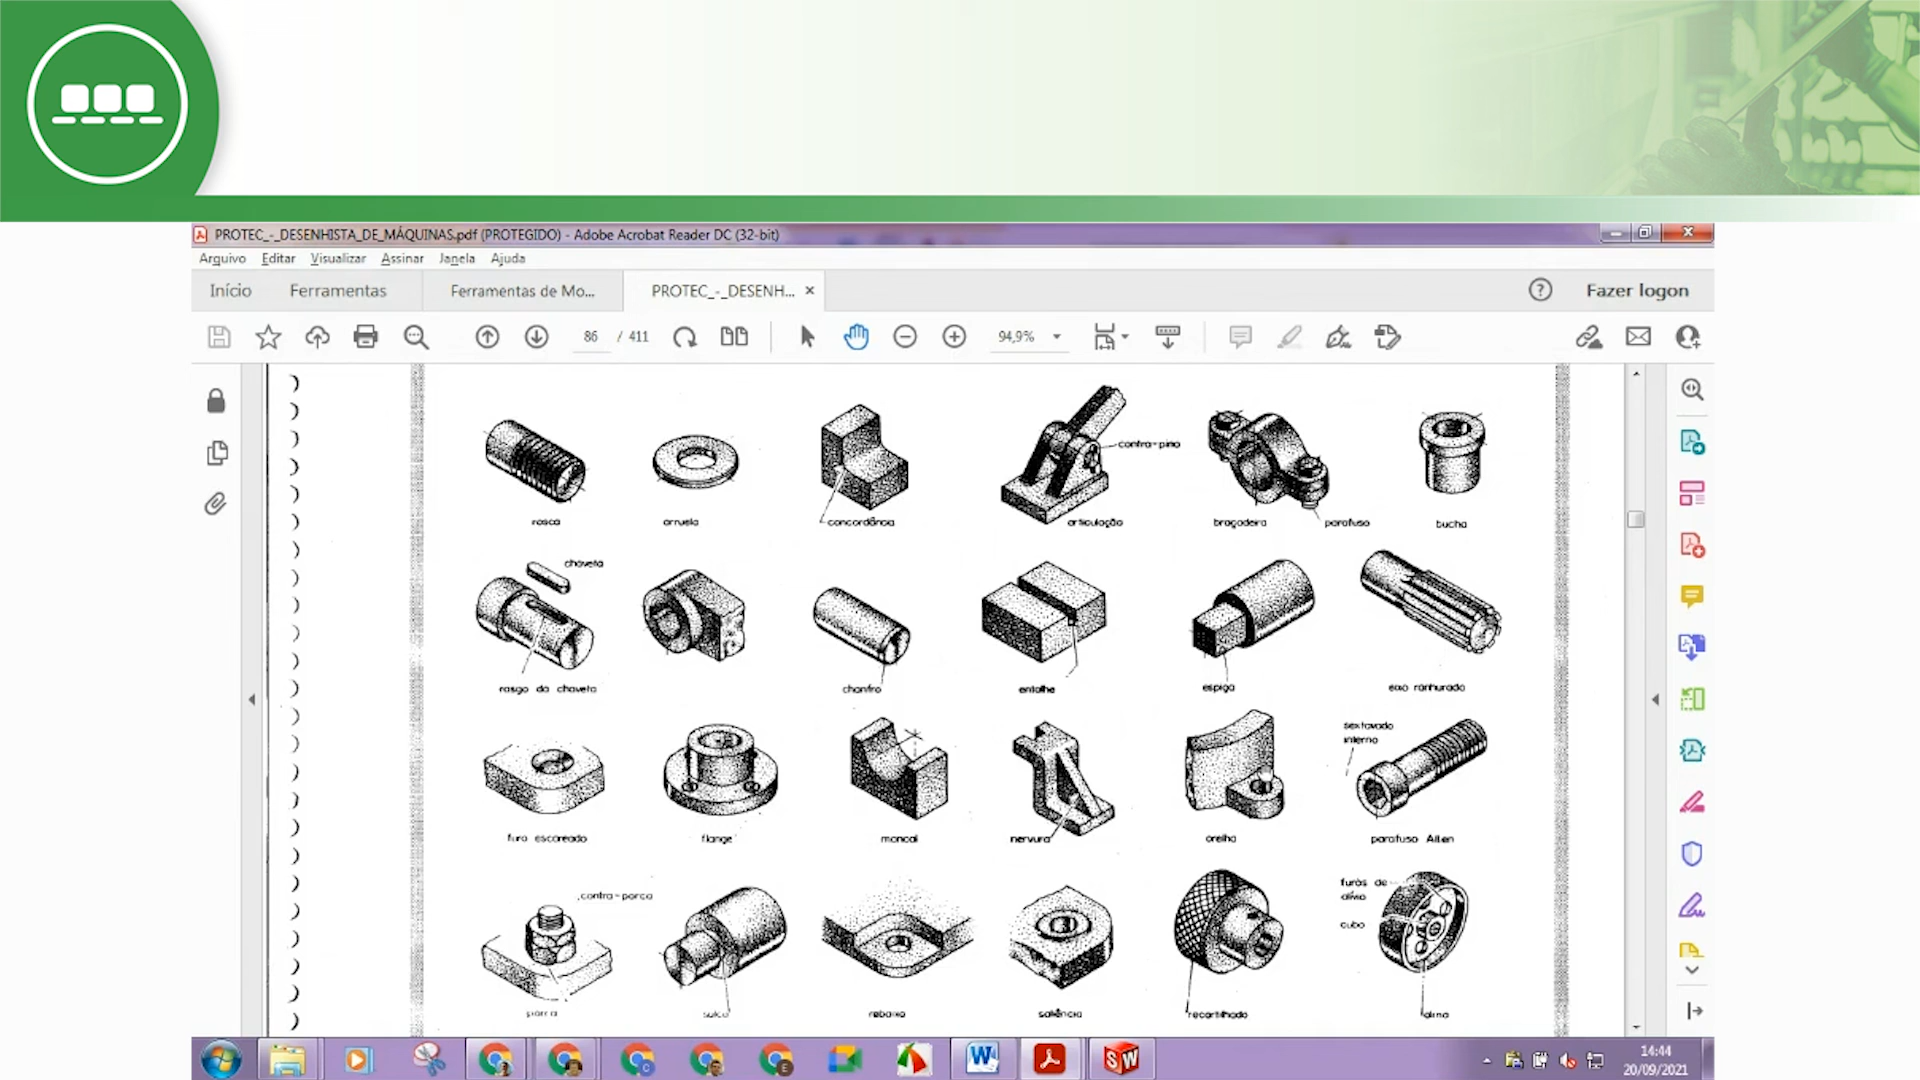 PROTEC_-_DESENHISTA_DE_MÁQUINAS.pdf (PROTEGIDO) - Adobe Acrobat Reader DC (32-bit)
Arquivo Editar Visualizar Assinar Janela Ajuda
Início Ferramentas Ferramentas de Mo... PROTEC_-_DESENH... × ? Fazer logon
86 / 411 94,9%
contra-pino
rosca arruela concordância articulação braçadeira parafuso bucha
chaveta
rasgo da chaveta chanfro entalhe espiga eixo ranhurado
sextavado
interno
furo escareado flange mancal nervura orelha parafuso Allen
contra-porca
furos de
alívio
cubo
porca sulco rebaixo saliência recartilhado alma
14:44
20/09/2021